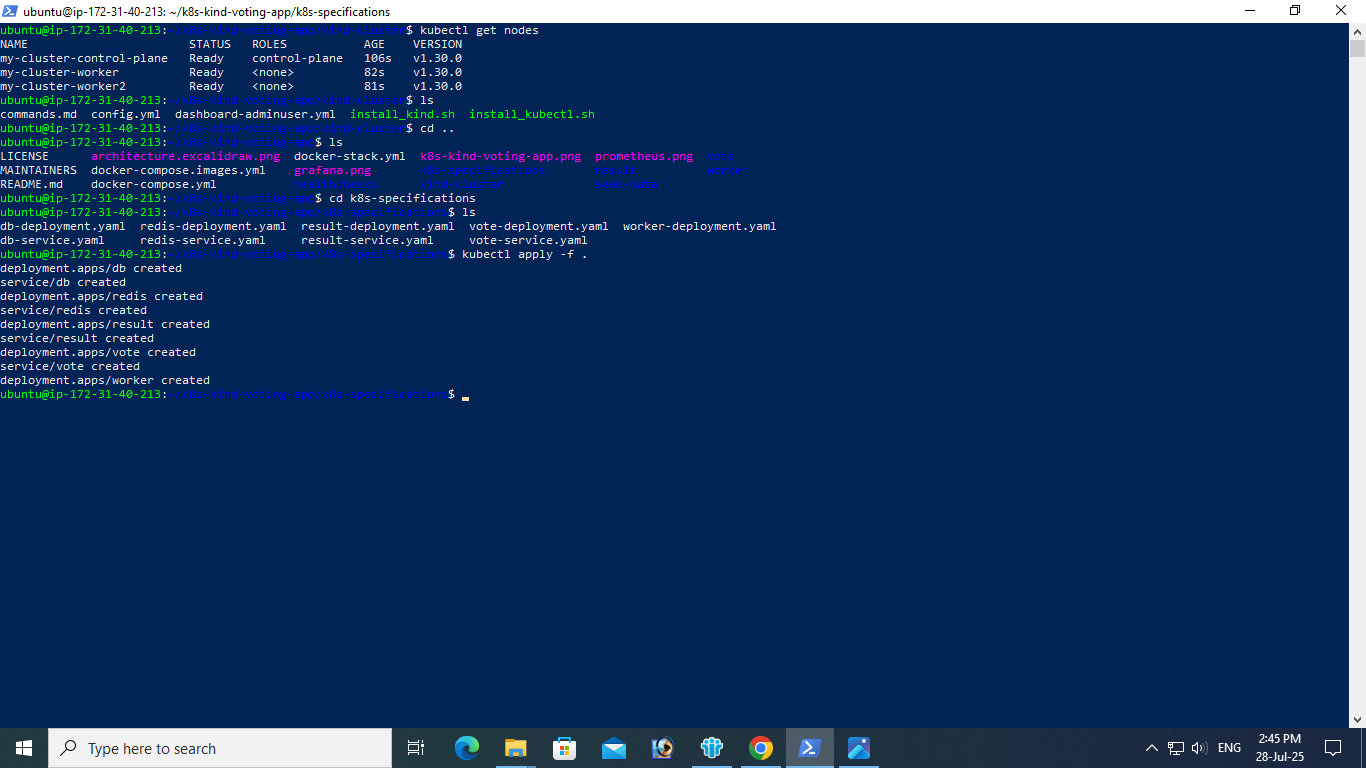 ubuntu@ip-172-31-40-213: ~/k8s-kind-voting-app/k8s-specifications
ubuntu@ip-172-31-40-213:~/k8s-kind-voting-app/kind-cluster$ kubectl get nodes
NAME STATUS ROLES AGE VERSION
my-cluster-control-plane Ready control-plane 106s v1.30.0
my-cluster-worker Ready <none> 82s v1.30.0
my-cluster-worker2 Ready <none> 81s v1.30.0
ubuntu@ip-172-31-40-213:~/k8s-kind-voting-app/kind-cluster$ ls
commands.md config.yml dashboard-adminuser.yml install_kind.sh install_kubectl.sh
ubuntu@ip-172-31-40-213:~/k8s-kind-voting-app/kind-cluster$ cd ..
ubuntu@ip-172-31-40-213:~/k8s-kind-voting-app$ ls
LICENSE architecture.excalidraw.png docker-stack.yml k8s-kind-voting-app.png prometheus.png vote
MAINTAINERS docker-compose.images.yml grafana.png k8s-specifications result worker
README.md docker-compose.yml healthchecks kind-cluster seed-data
ubuntu@ip-172-31-40-213:~/k8s-kind-voting-app$ cd k8s-specifications
ubuntu@ip-172-31-40-213:~/k8s-kind-voting-app/k8s-specifications$ ls
db-deployment.yaml redis-deployment.yaml result-deployment.yaml vote-deployment.yaml worker-deployment.yaml
db-service.yaml redis-service.yaml result-service.yaml vote-service.yaml
ubuntu@ip-172-31-40-213:~/k8s-kind-voting-app/k8s-specifications$ kubectl apply -f .
deployment.apps/db created
service/db created
deployment.apps/redis created
service/redis created
deployment.apps/result created
service/result created
deployment.apps/vote created
service/vote created
deployment.apps/worker created
ubuntu@ip-172-31-40-213:~/k8s-kind-voting-app/k8s-specifications$
Type here to search
ENG
2:45 PM
28-Jul-25